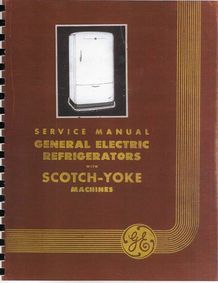 SERVICE MANUAL
GENERAL ELECTRIC
REFRIGERATORS
WITH
SCOTCH-YOKE
MACHINES
GE